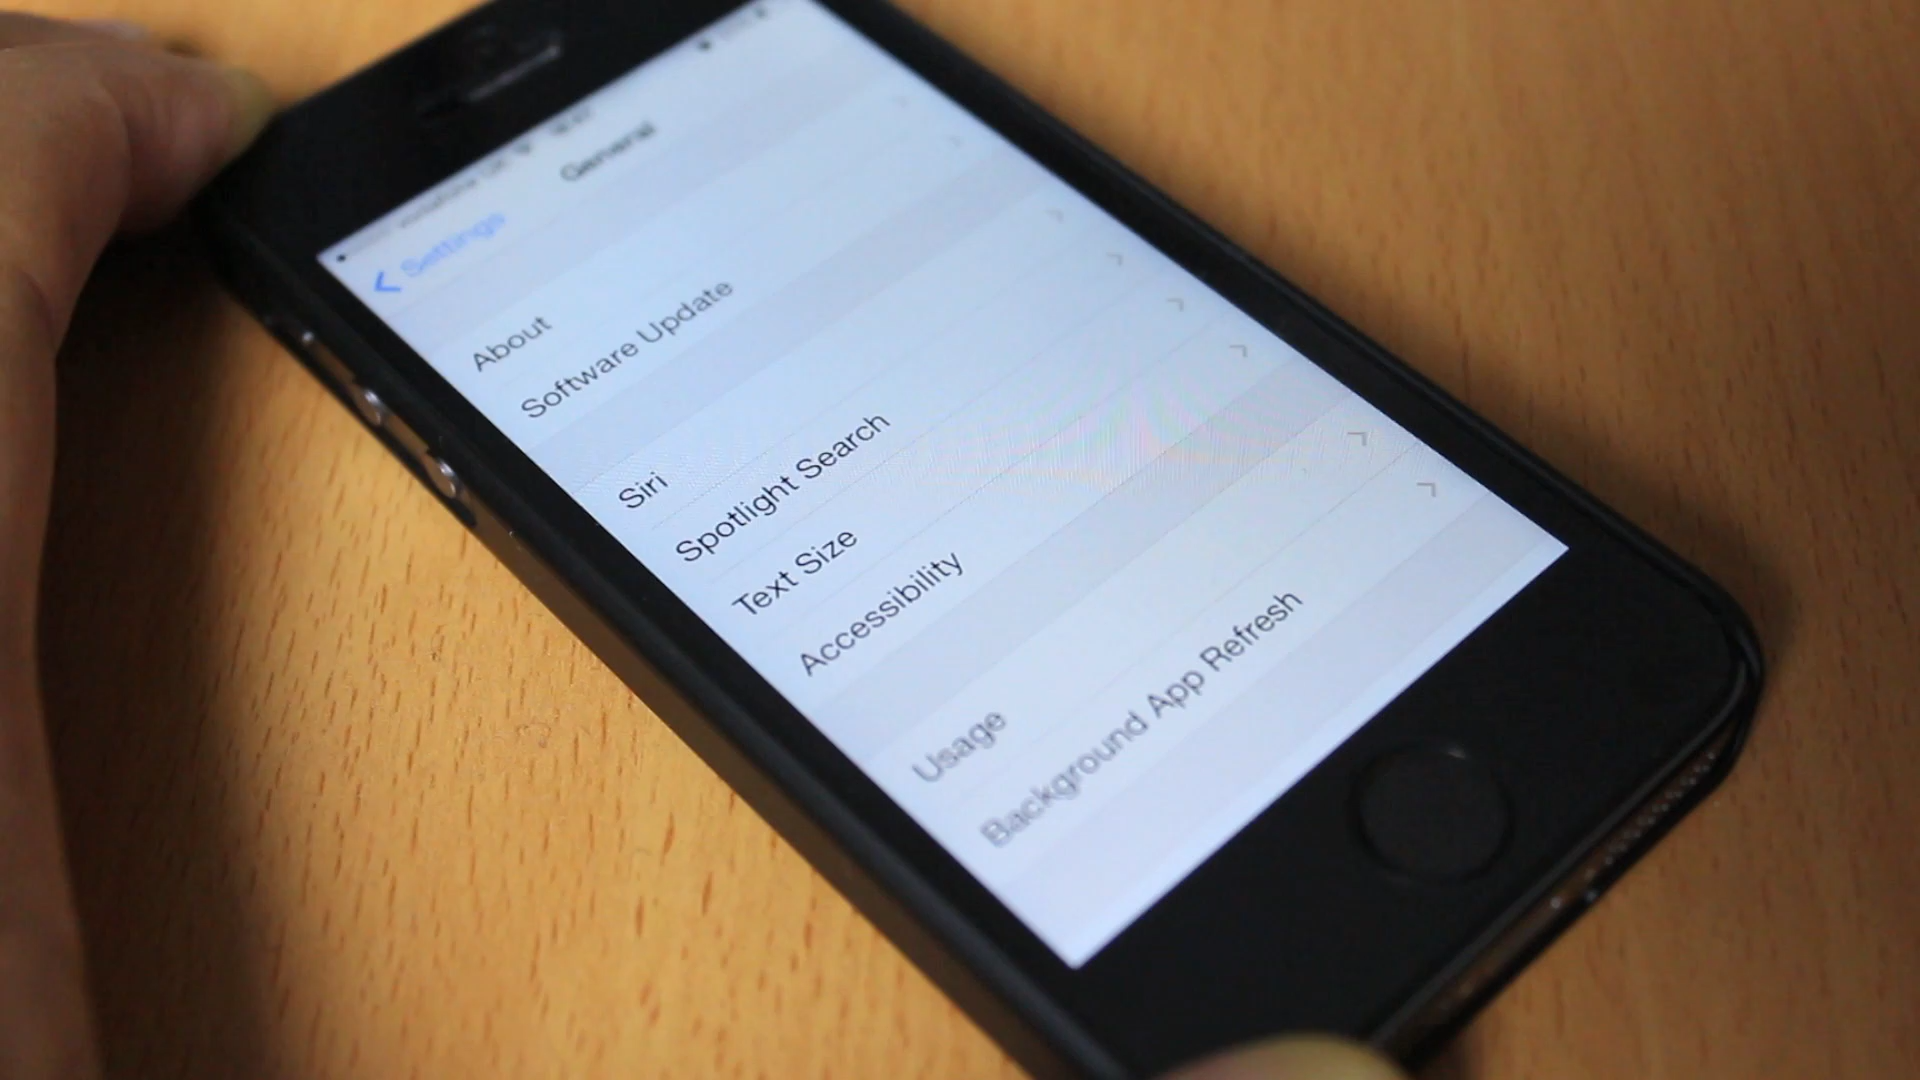 General
Settings
About
Software Update
Siri
Spotlight Search
Text Size
Accessibility
Usage
Background App Refresh